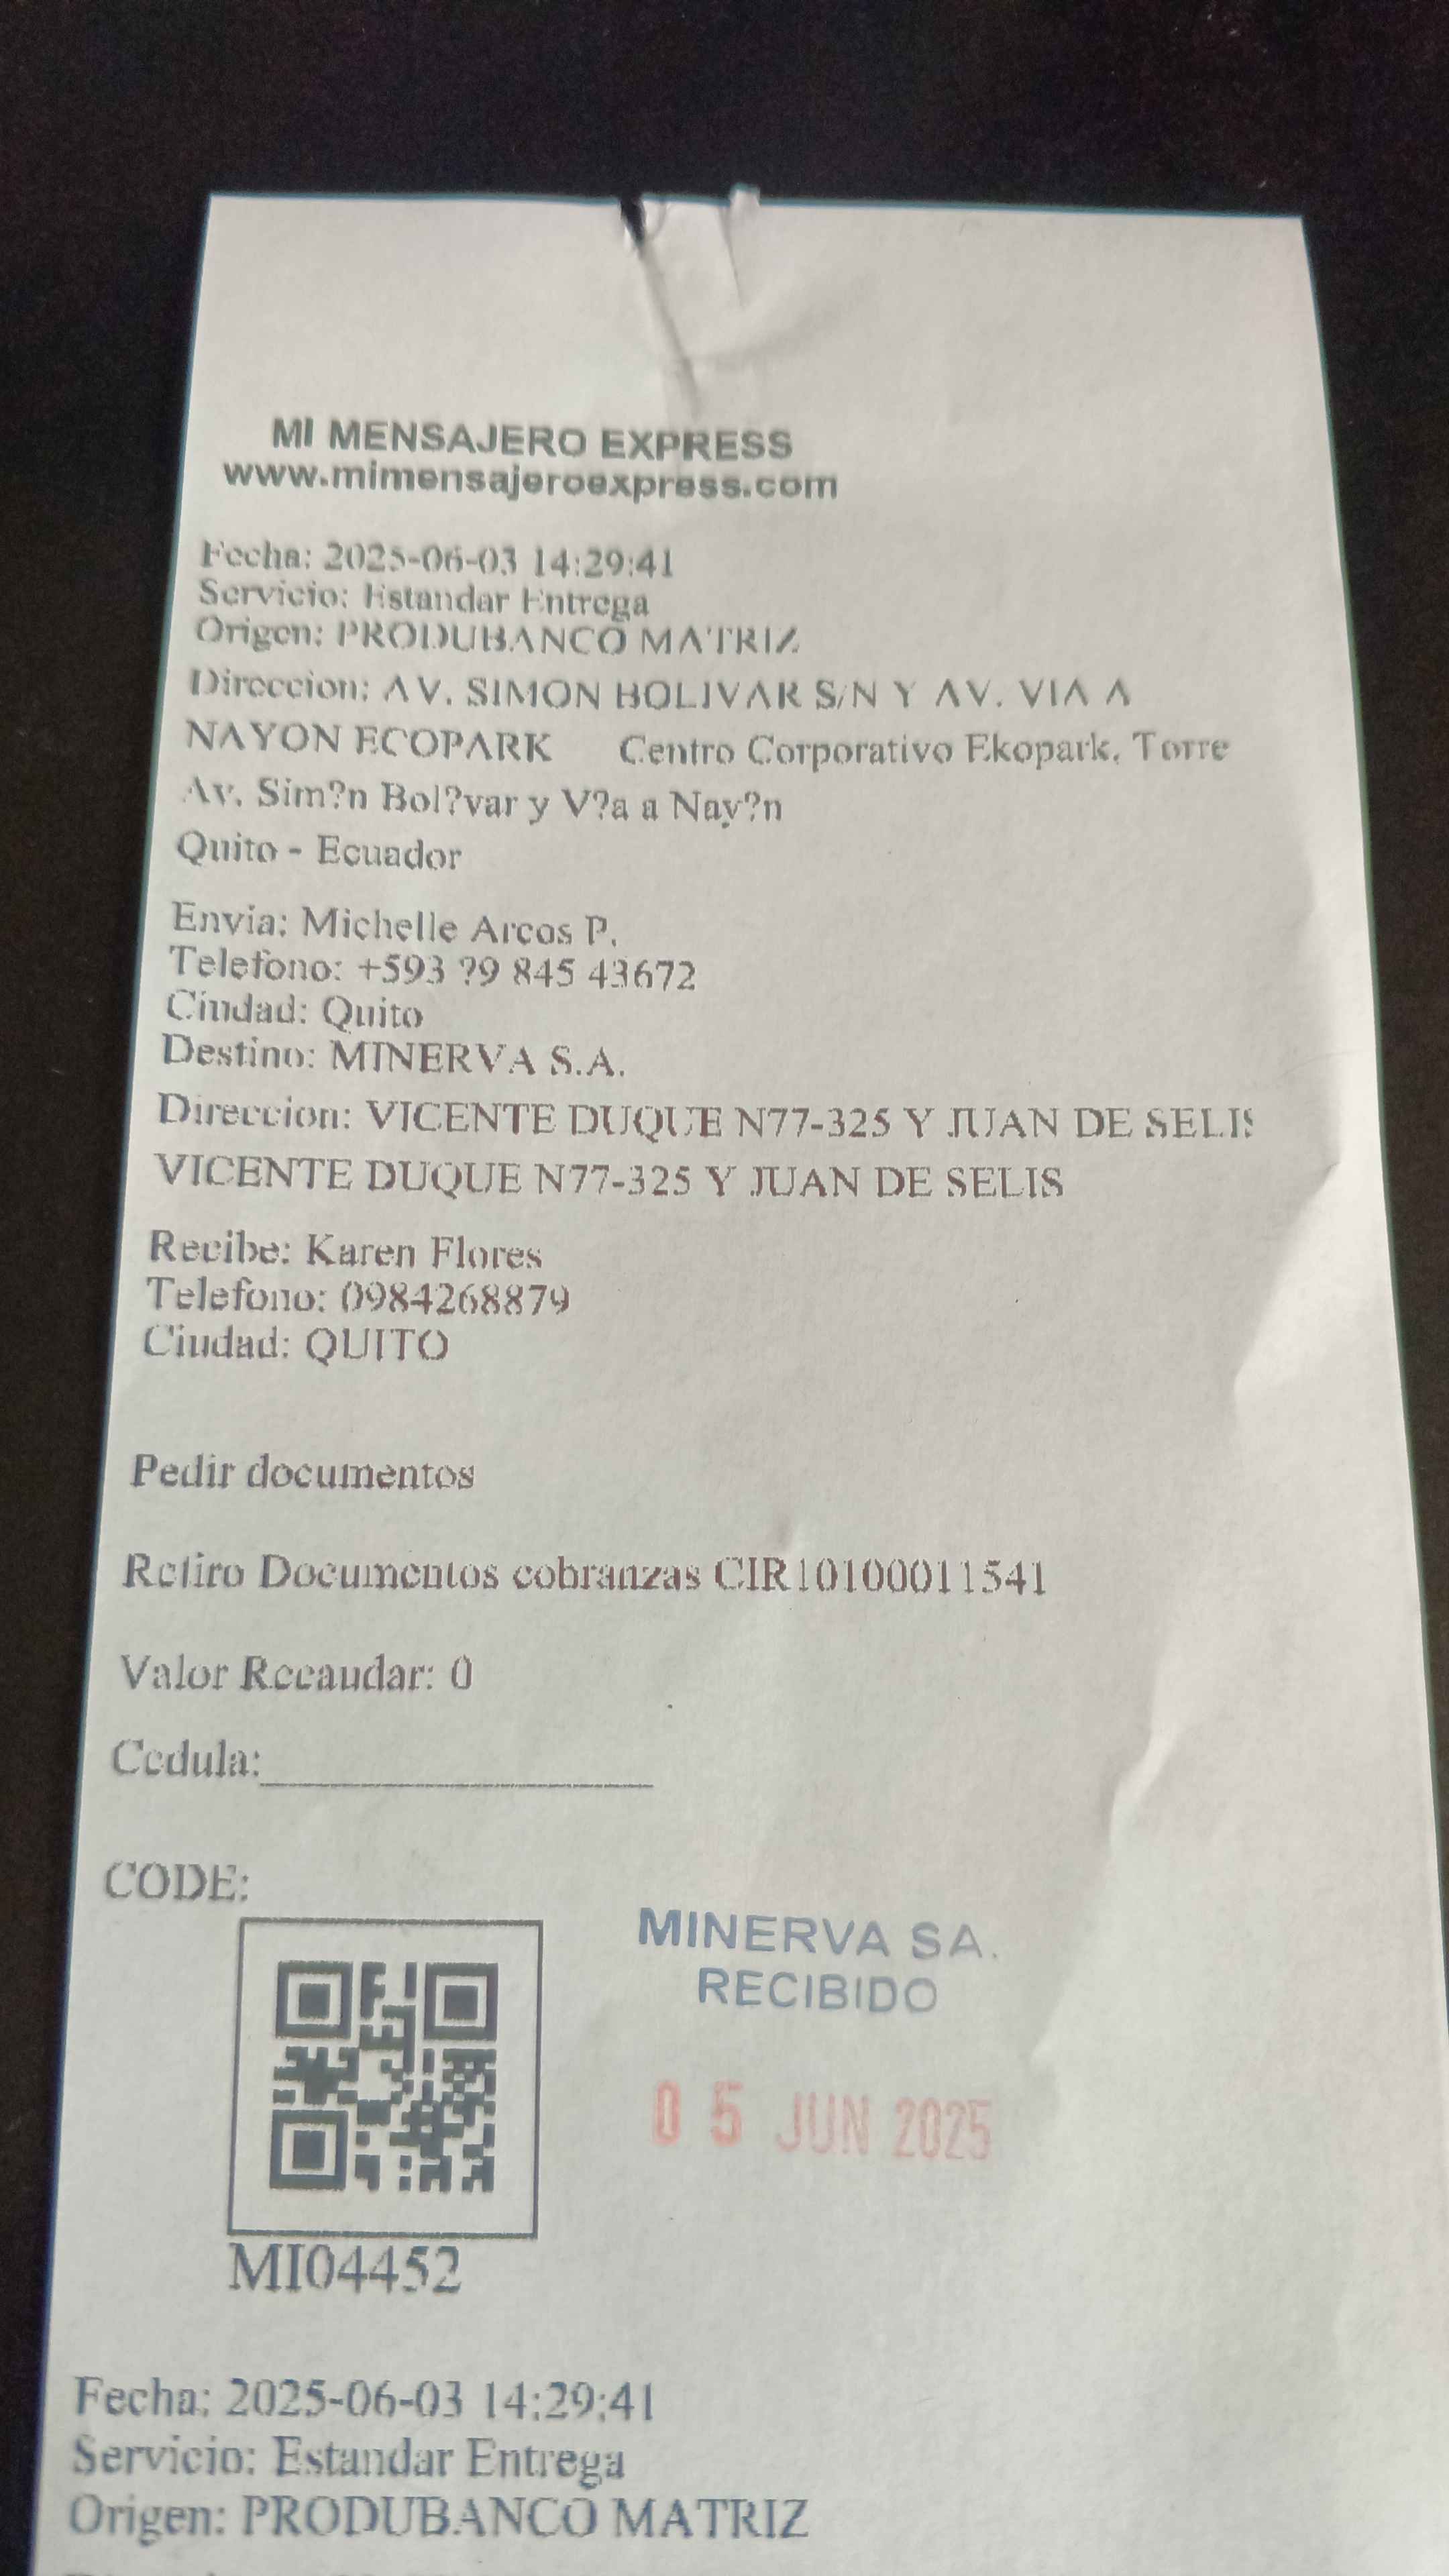 MI MENSAJERO EXPRESS
www.mimensajeroexpress.com
Fecha: 2025-06-03 14:29:41
Servicio: Estandar Entrega
Origen: PRODUBANCO MATRIZ
Direccion: AV. SIMON BOLIVAR S/N Y AV. VIA A
NAYON ECOPARK Centro Corporativo Ekopark, Torre
Av. Sim?n Bol?var y V?a a Nay?n
Quito - Ecuador
Envia: Michelle Arcos P.
Telefono: +593 ?9 845 43672
Ciudad: Quito
Destino: MINERVA S.A.
Direccion: VICENTE DUQUE N77-325 Y JUAN DE SELIS
VICENTE DUQUE N77-325 Y JUAN DE SELIS
Recibe: Karen Flores
Telefono: 0984268879
Ciudad: QUITO
Pedir documentos
Retiro Documentos cobranzas CIR10100011541
Valor Recaudar: 0
Cedula:
CODE:
MINERVA SA.
RECIBIDO
05 JUN 2025
MI04452
Fecha: 2025-06-03 14:29:41
Servicio: Estandar Entrega
Origen: PRODUBANCO MATRIZ